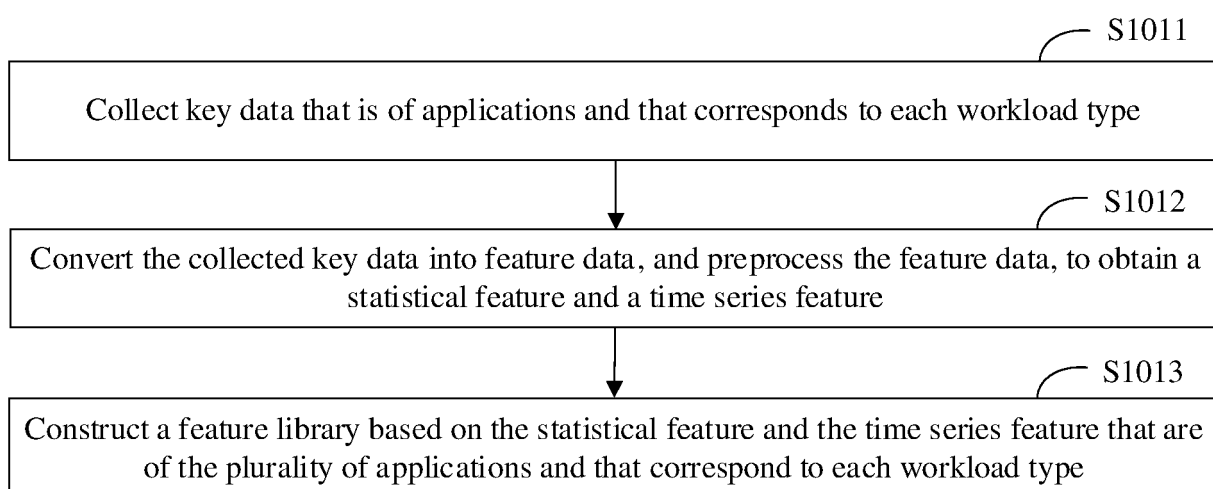 S1011
Collect key data that is of applications and that corresponds to each workload type
S1012
Convert the collected key data into feature data, and preprocess the feature data, to obtain a
statistical feature and a time series feature
S1013
Construct a feature library based on the statistical feature and the time series feature that are
of the plurality of applications and that correspond to each workload type